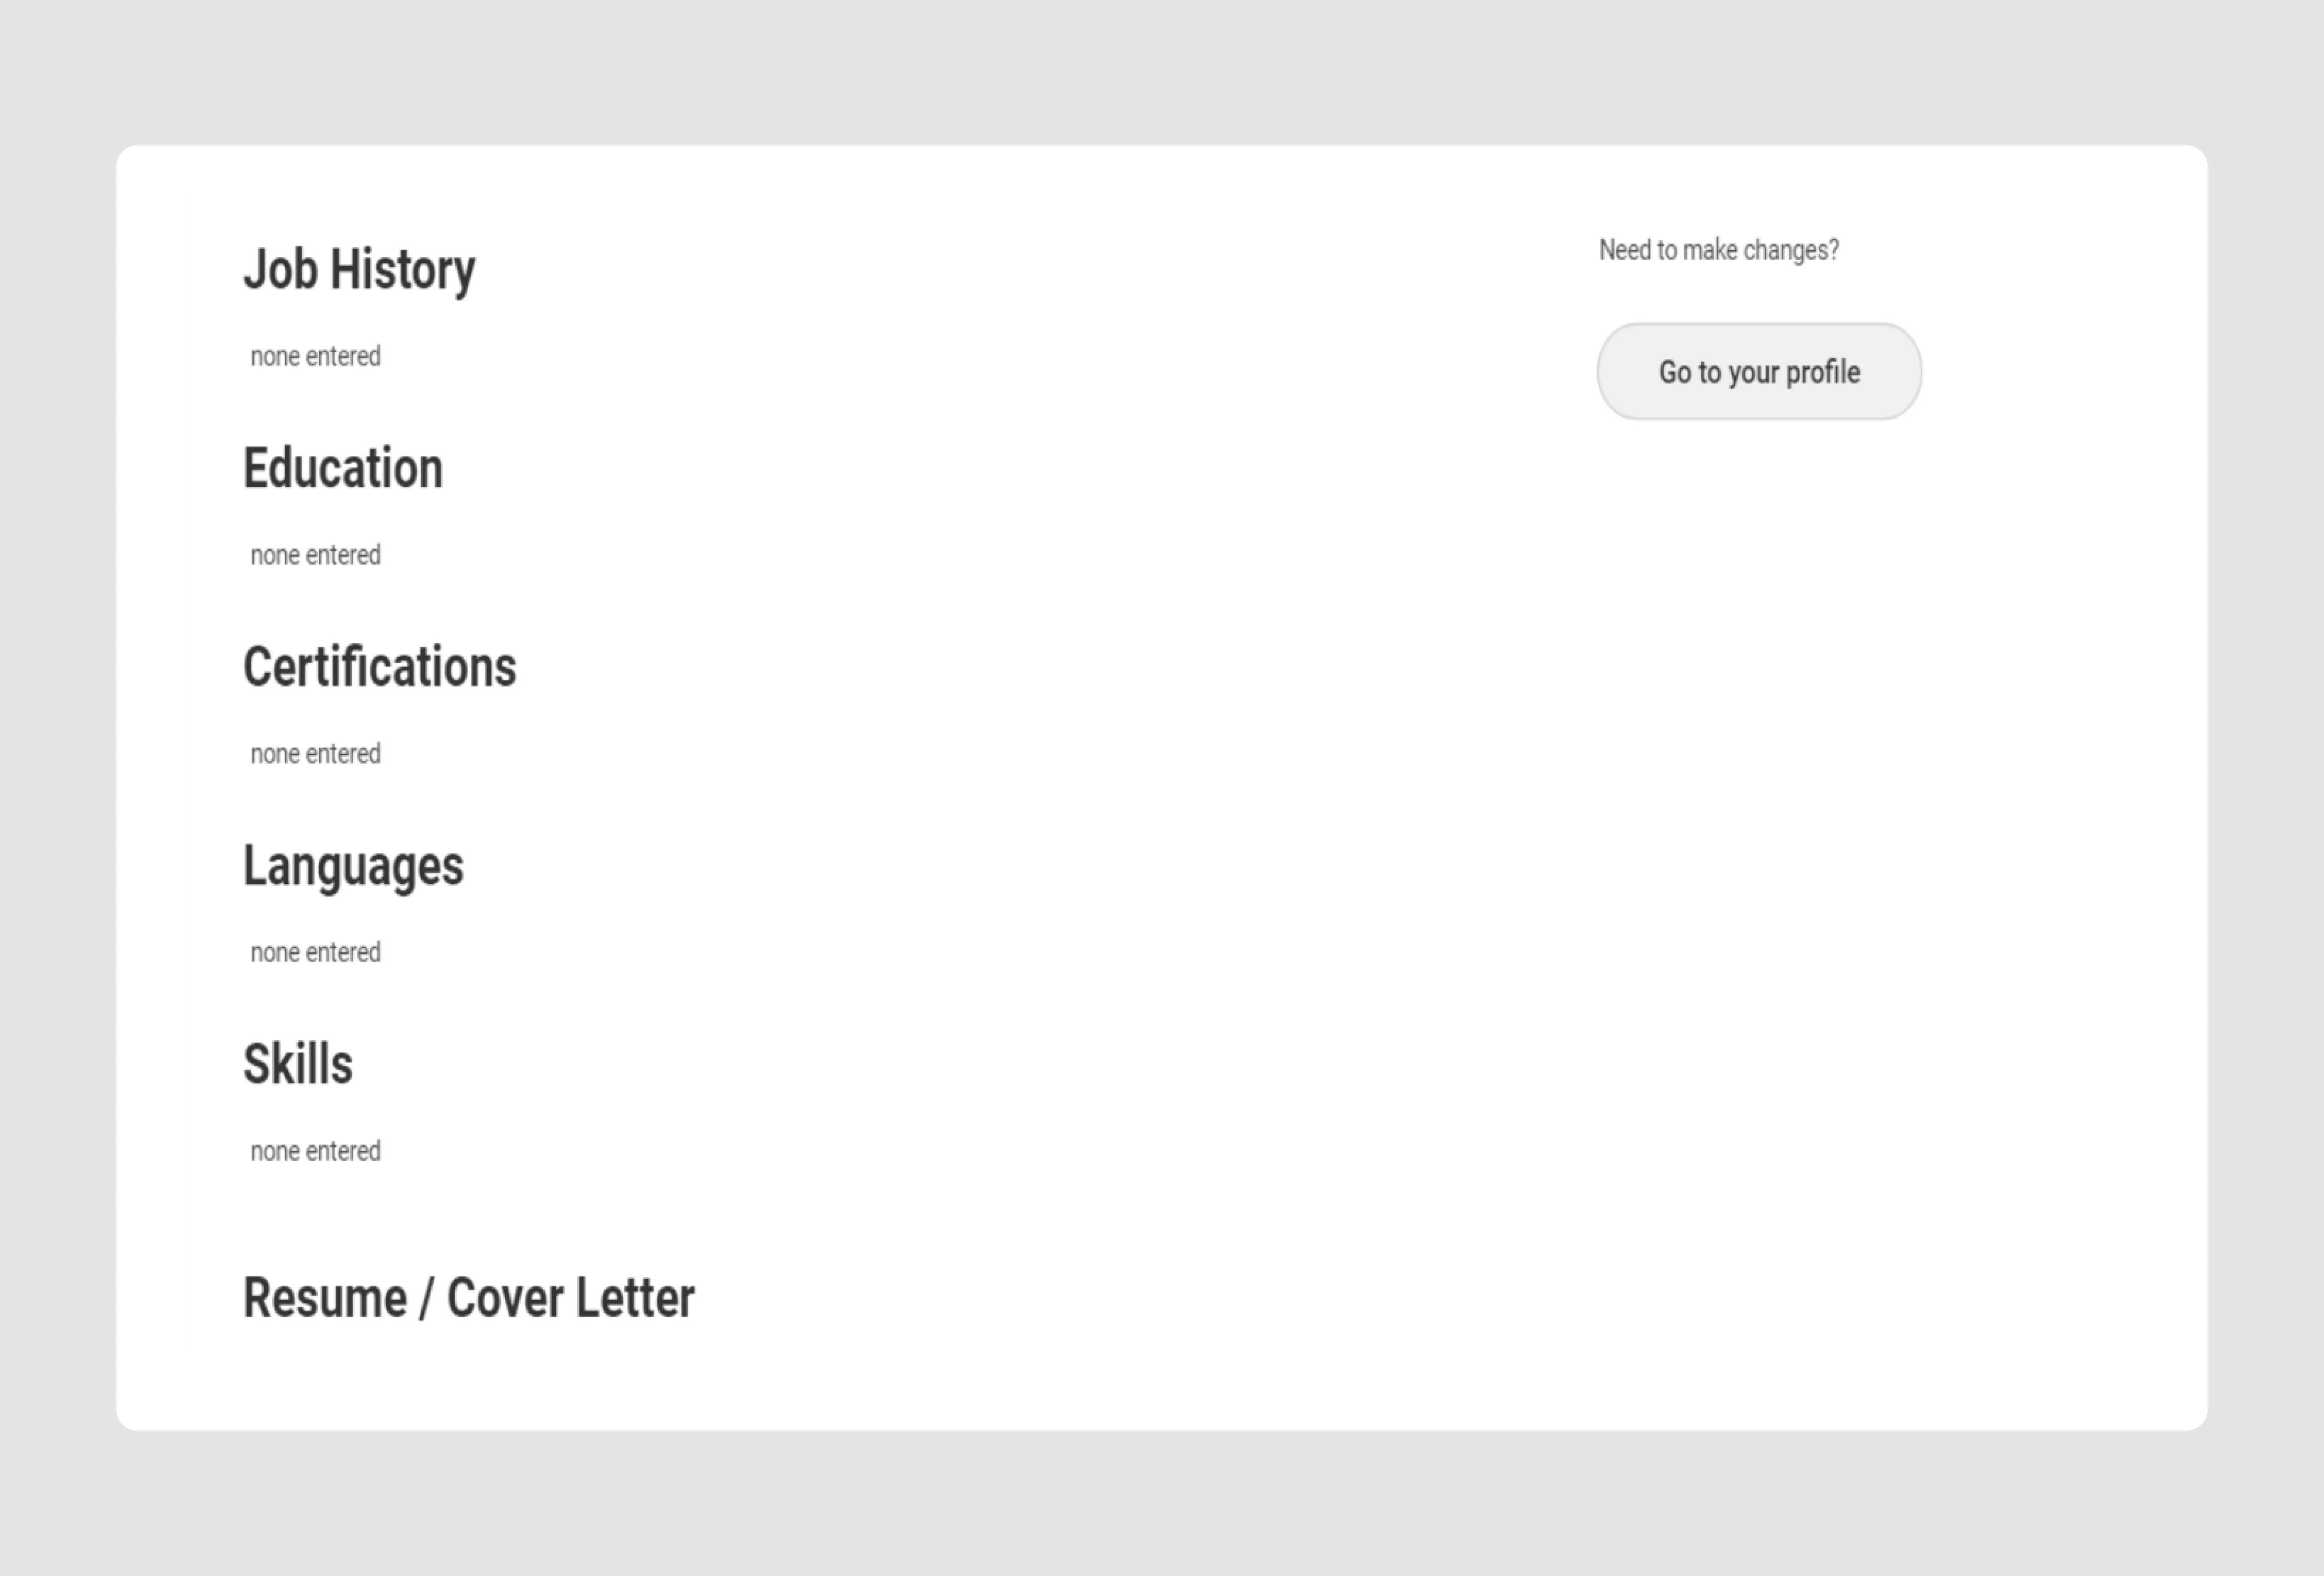 Job History
none entered
Education
none entered
Certifications
none entered
Languages
none entered
Skills
none entered
Resume / Cover Letter
Need to make changes?
Go to your profile